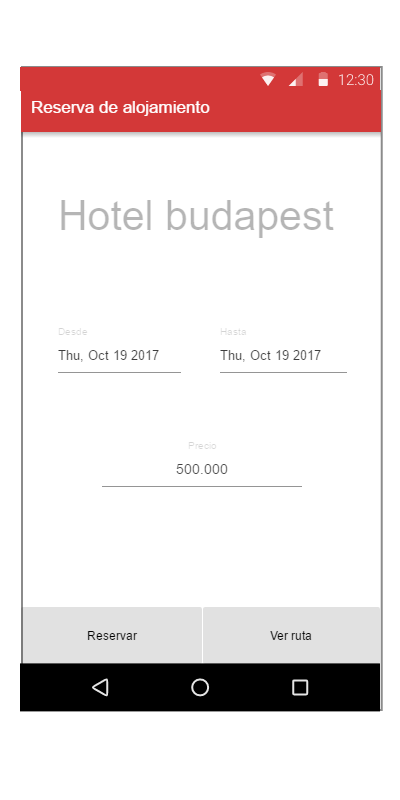 12:30
Reserva de alojamiento
Hotel budapest
Desde Hasta
Thu, Oct 19 2017 Thu, Oct 19 2017
Precio
500.000
Reservar Ver ruta